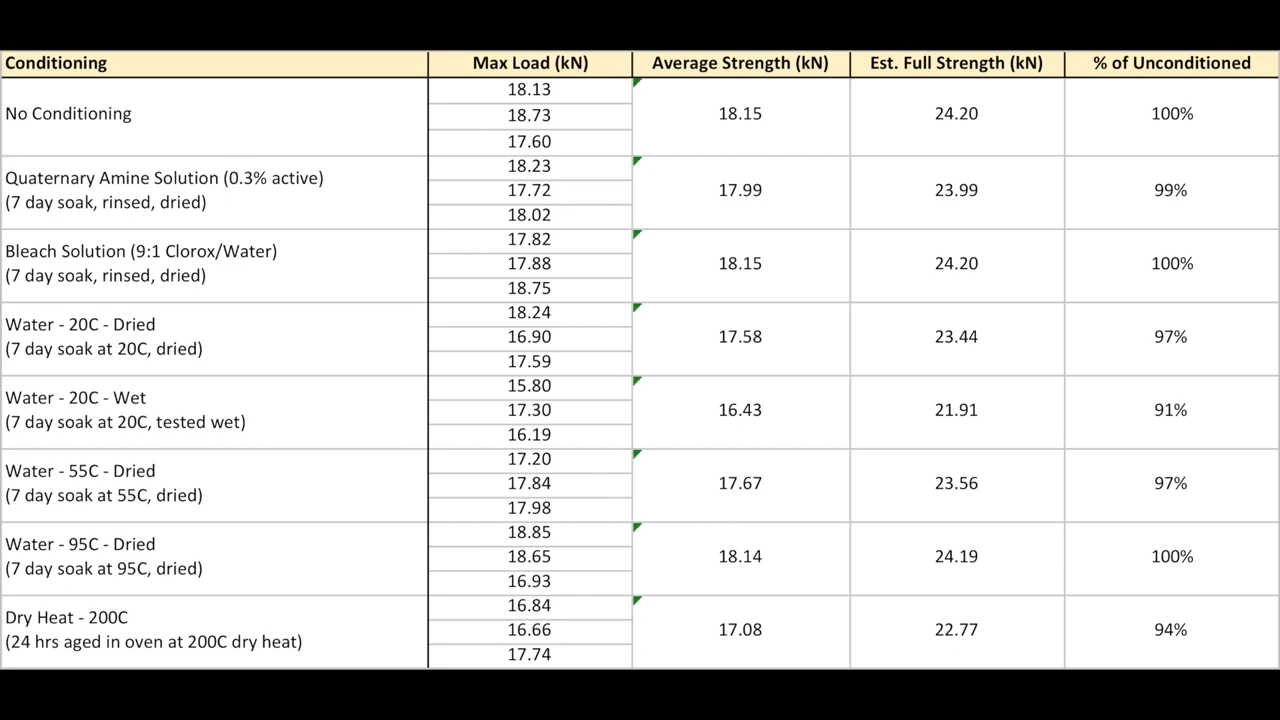 Conditioning Max Load (kN) Average Strength (kN) Est. Full Strength (kN) % of Unconditioned
18.13
No Conditioning 18.73 18.15 24.20 100%
17.60
18.23
Quaternary Amine Solution (0.3% active)
(7 day soak, rinsed, dried) 17.72 17.99 23.99 99%
18.02
17.82
Bleach Solution (9:1 Clorox/Water)
(7 day soak, rinsed, dried) 17.88 18.15 24.20 100%
18.75
18.24
Water - 20C - Dried
(7 day soak at 20C, dried) 16.90 17.58 23.44 97%
17.59
15.80
Water - 20C - Wet
(7 day soak at 20C, tested wet) 17.30 16.43 21.91 91%
16.19
17.20
Water - 55C - Dried
(7 day soak at 55C, dried) 17.84 17.67 23.56 97%
17.98
18.85
Water - 95C - Dried
(7 day soak at 95C, dried) 18.65 18.14 24.19 100%
16.93
16.84
Dry Heat - 200C
(24 hrs aged in oven at 200C dry heat) 16.66 17.08 22.77 94%
17.74